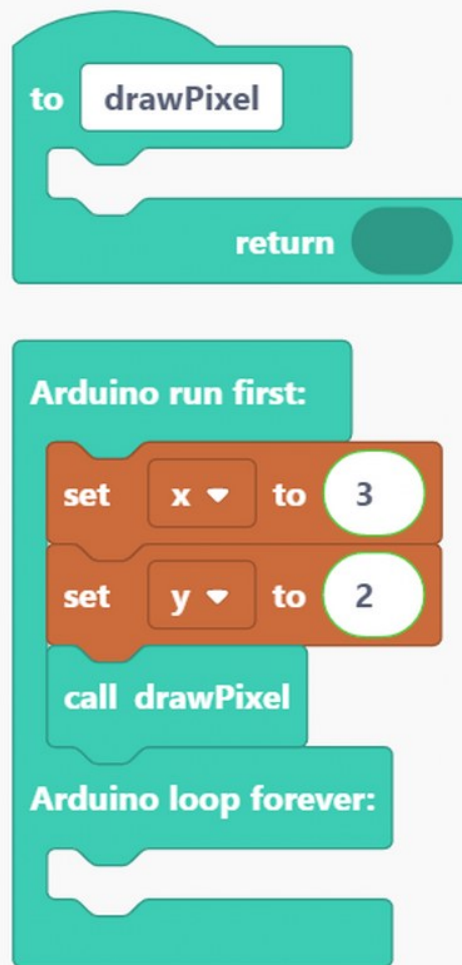 to drawPixel
return
Arduino run first:
set x to 3
set y to 2
call drawPixel
Arduino loop forever: